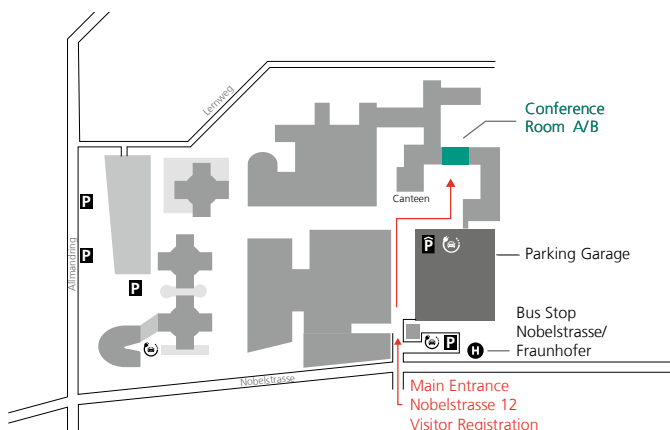 Lernweg
Conference
Room A/B
Canteen
P
P
P
P
Allmandring
Parking Garage
Bus Stop
Nobelstrasse/
Fraunhofer
P
H
Nobelstrasse
Main Entrance
Nobelstrasse 12
Visitor Registration